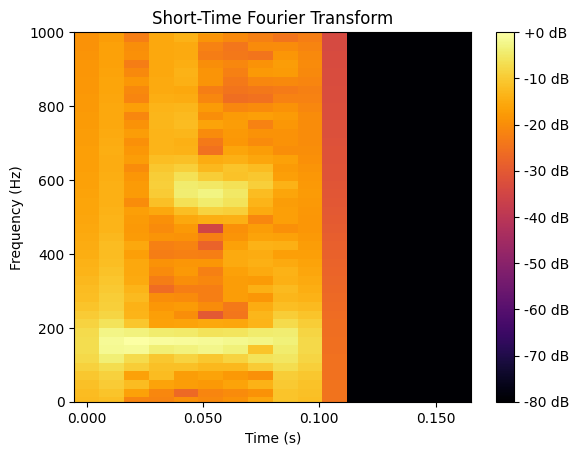 Short-Time Fourier Transform
1000
800
600
400
200
0
Frequency (Hz)
0.000
0.050
0.100
0.150
Time (s)
+0 dB
-10 dB
-20 dB
-30 dB
-40 dB
-50 dB
-60 dB
-70 dB
-80 dB